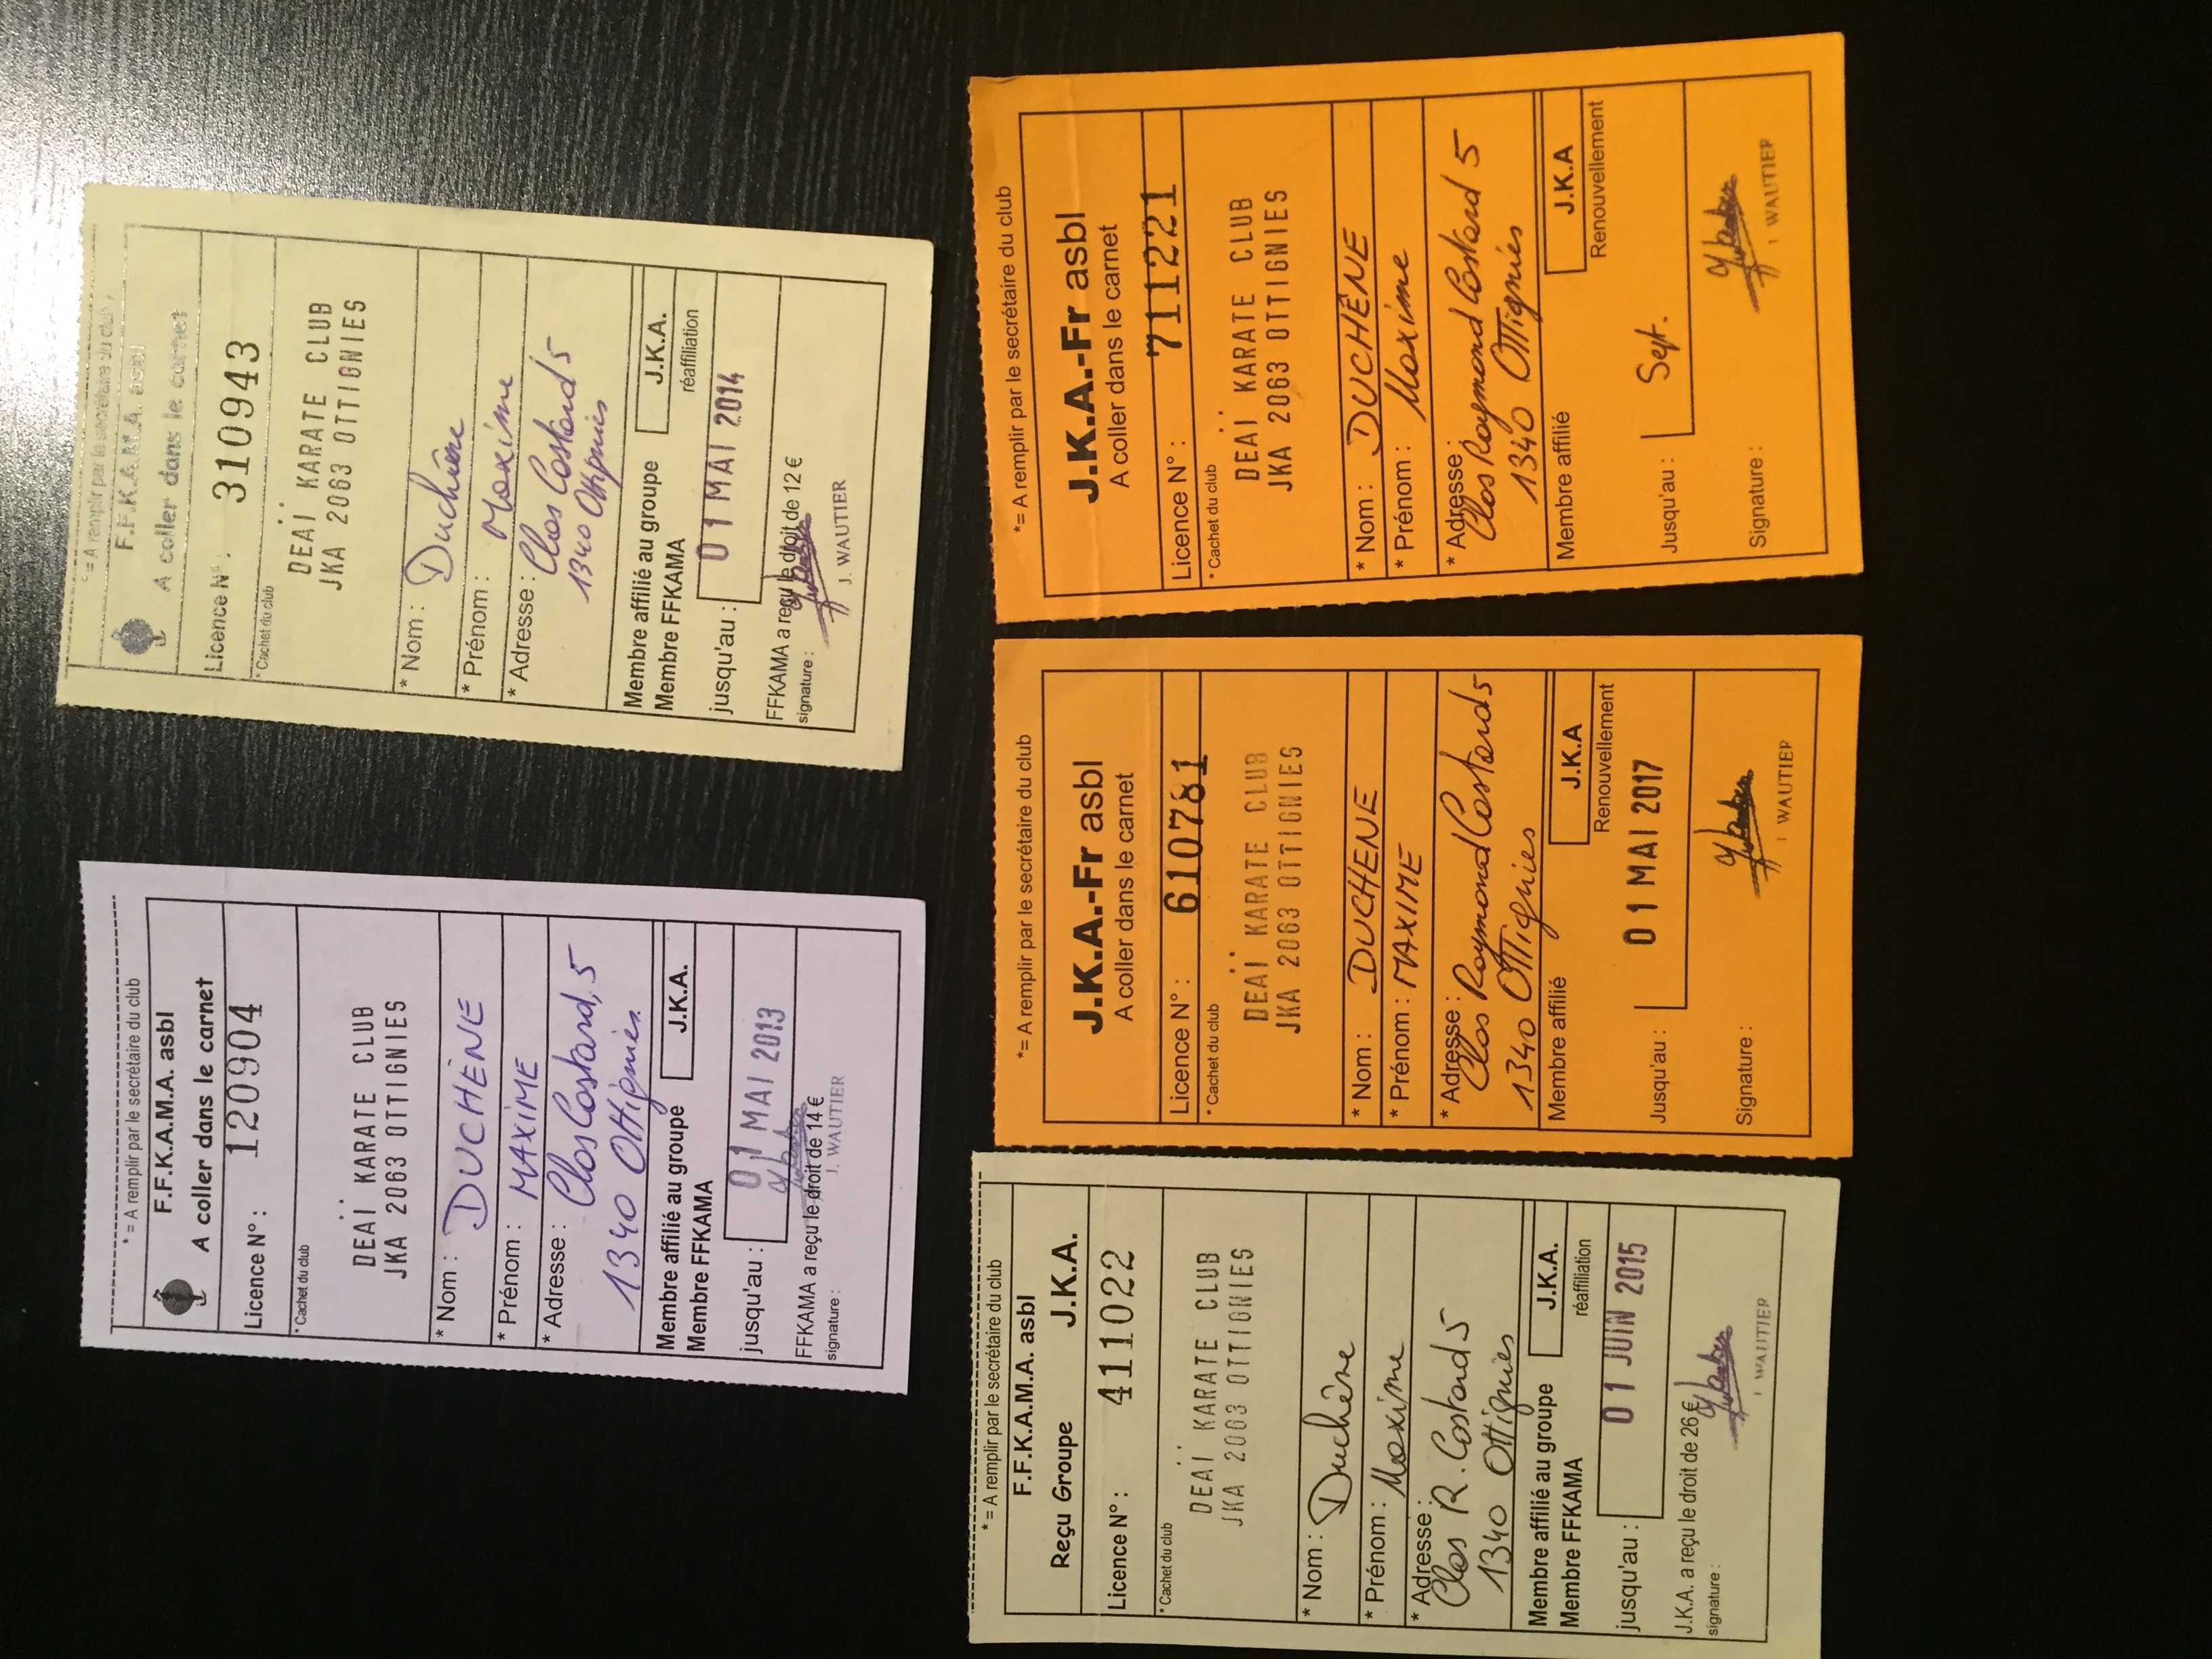 * = A remplir par le secrétaire du club
F.F.K.A.M.A. asbl
A coller dans le carnet
Licence N° : 120904
* Cachet du club
DEAÏ KARATE CLUB
JKA 2063 OTTIGNIES
* Nom : DUCHÈNE
* Prénom : MAXIME
* Adresse : Clos Costard, 5
1340 Ottignies.
Membre affilié au groupe J.K.A.
Membre FFKAMA
jusqu'au : 01 MAI 2013
FFKAMA a reçu le droit de 14 €
signature : J. WAUTIER
* = A remplir par le secrétaire du club
F.F.K.A.M.A. asbl
A coller dans le carnet
Licence N° : 310943
* Cachet du club
DEAÏ KARATE CLUB
JKA 2063 OTTIGNIES
* Nom : Duchêne
* Prénom : Maxime
* Adresse : Clos Costard 5
1340 Ottignies
Membre affilié au groupe J.K.A.
Membre FFKAMA réaffiliation
jusqu'au : 01 MAI 2014
FFKAMA a reçu le droit de 12 €
signature :
J. WAUTIER
* = A remplir par le secrétaire du club
F.F.K.A.M.A. asbl
Reçu Groupe J.K.A.
Licence N° : 411022
* Cachet du club
DEAÏ KARATE CLUB
JKA 2063 OTTIGNIES
* Nom : Duchêne
* Prénom : Maxime
* Adresse :
Clos R. Costard 5
1340 Ottignies
Membre affilié au groupe J.K.A.
Membre FFKAMA réaffiliation
jusqu'au : 01 JUIN 2015
J.K.A. a reçu le droit de 26 €
signature :
J. WAUTIER
*= A remplir par le secrétaire du club
J.K.A.-Fr asbl
A coller dans le carnet
Licence N° : 610781
* Cachet du club
DEAÏ KARATE CLUB
JKA 2063 OTTIGNIES
* Nom : DUCHENE
* Prénom : MAXIME
* Adresse :
Clos Raymond Costard 5
1340 Ottignies
Membre affilié J.K.A
Renouvellement
Jusqu'au : 01 MAI 2017
Signature :
J WAUTIER
*= A remplir par le secrétaire du club
J.K.A.-Fr asbl
A coller dans le carnet
Licence N° : 711221
* Cachet du club
DEAÏ KARATE CLUB
JKA 2063 OTTIGNIES
* Nom : DUCHÊNE
* Prénom : Maxime
* Adresse :
Clos Raymond Costard 5
1340 Ottignies
Membre affilié J.K.A
Renouvellement
Jusqu'au : Sept.
Signature :
J WAUTIER